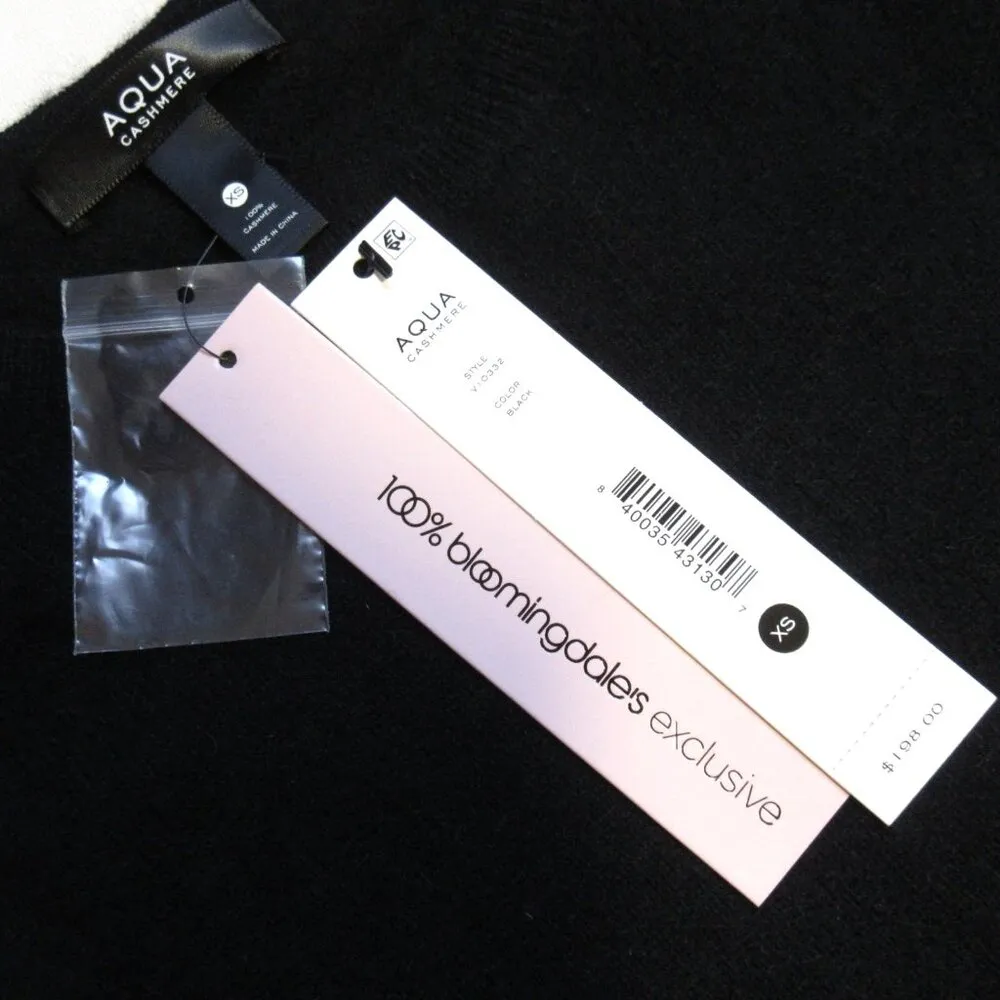 AQUA
CASHMERE
XS
100%
CASHMERE
MADE IN CHINA
AQUA
CASHMERE
STYLE
V10332
COLOR
BLACK
8 40035 43130 7
XS
$198.00
100% bloomingdale's exclusive